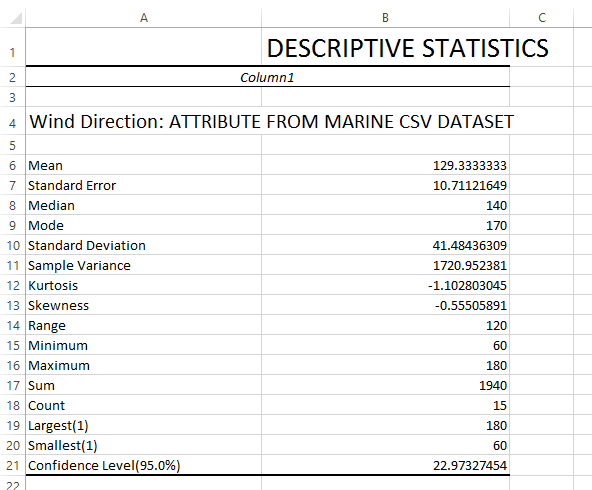 A B C
1 DESCRIPTIVE STATISTICS
2 Column1
3
4 Wind Direction: ATTRIBUTE FROM MARINE CSV DATASET
5
6 Mean 129.3333333
7 Standard Error 10.71121649
8 Median 140
9 Mode 170
10 Standard Deviation 41.48436309
11 Sample Variance 1720.952381
12 Kurtosis -1.102803045
13 Skewness -0.55505891
14 Range 120
15 Minimum 60
16 Maximum 180
17 Sum 1940
18 Count 15
19 Largest(1) 180
20 Smallest(1) 60
21 Confidence Level(95.0%) 22.97327454
22